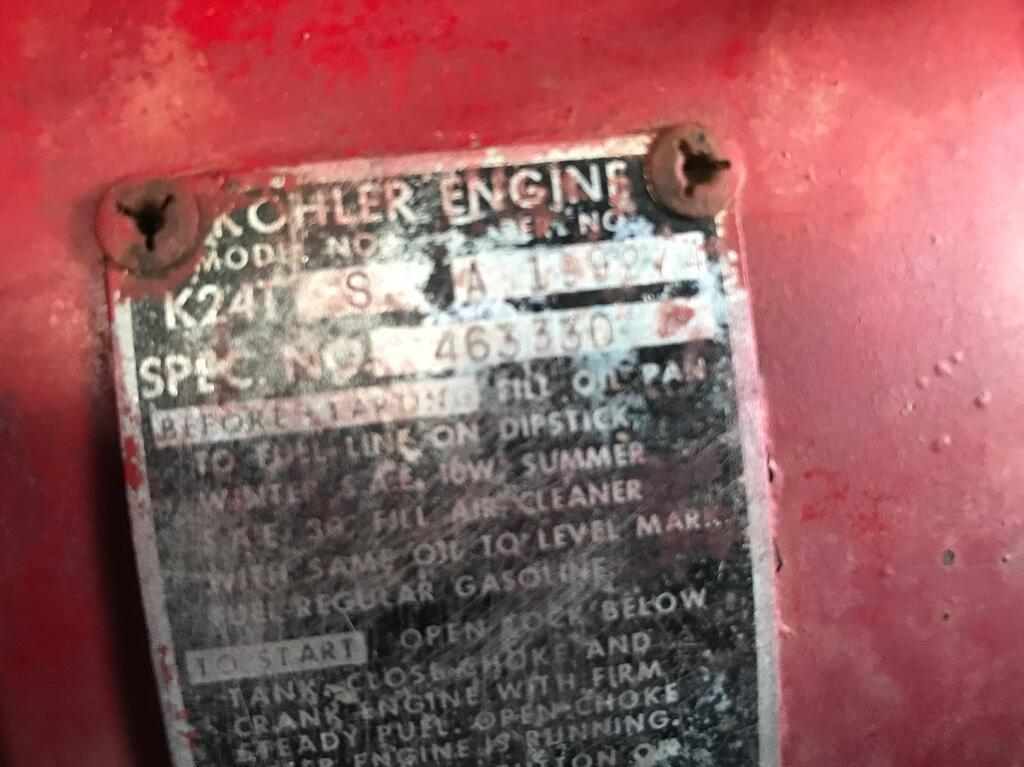 KOHLER ENGINE
MODEL NO. SER. NO.
K241 S A
SPEC. NO. 463330
BEFORE STARTING FILL OIL PAN
TO FULL LINE ON DIPSTICK.
WINTER S.A.E. 10W, SUMMER
S.A.E. 30. FILL AIR CLEANER
WITH SAME OIL TO LEVEL MARK.
FUEL-REGULAR GASOLINE.
TO START OPEN COCK BELOW
TANK. CLOSE CHOKE AND
CRANK ENGINE WITH FIRM
STEADY PULL. OPEN CHOKE
ENGINE IS RUNNING.